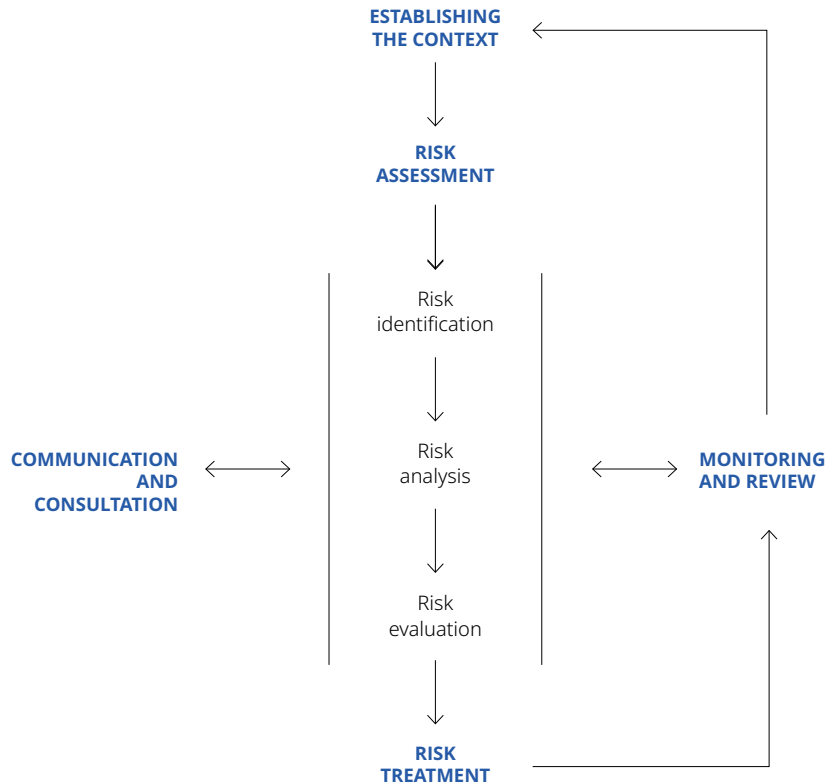 ESTABLISHING
THE CONTEXT
RISK
ASSESSMENT
Risk
identification
COMMUNICATION
AND
CONSULTATION
Risk
analysis
MONITORING
AND REVIEW
Risk
evaluation
RISK
TREATMENT